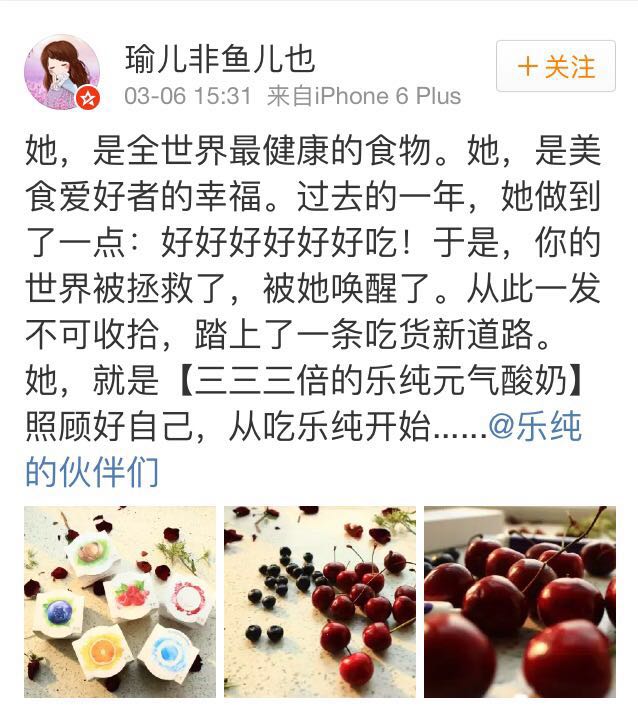 瑜儿非鱼儿也
+关注
03-06 15:31 来自iPhone 6 Plus
她，是全世界最健康的食物。她，是美
食爱好者的幸福。过去的一年，她做到
了一点：好好好好好好吃！于是，你的
世界被拯救了，被她唤醒了。从此一发
不可收拾，踏上了一条吃货新道路。
她，就是【三三三倍的乐纯元气酸奶】
照顾好自己，从吃乐纯开始......@乐纯
的伙伴们